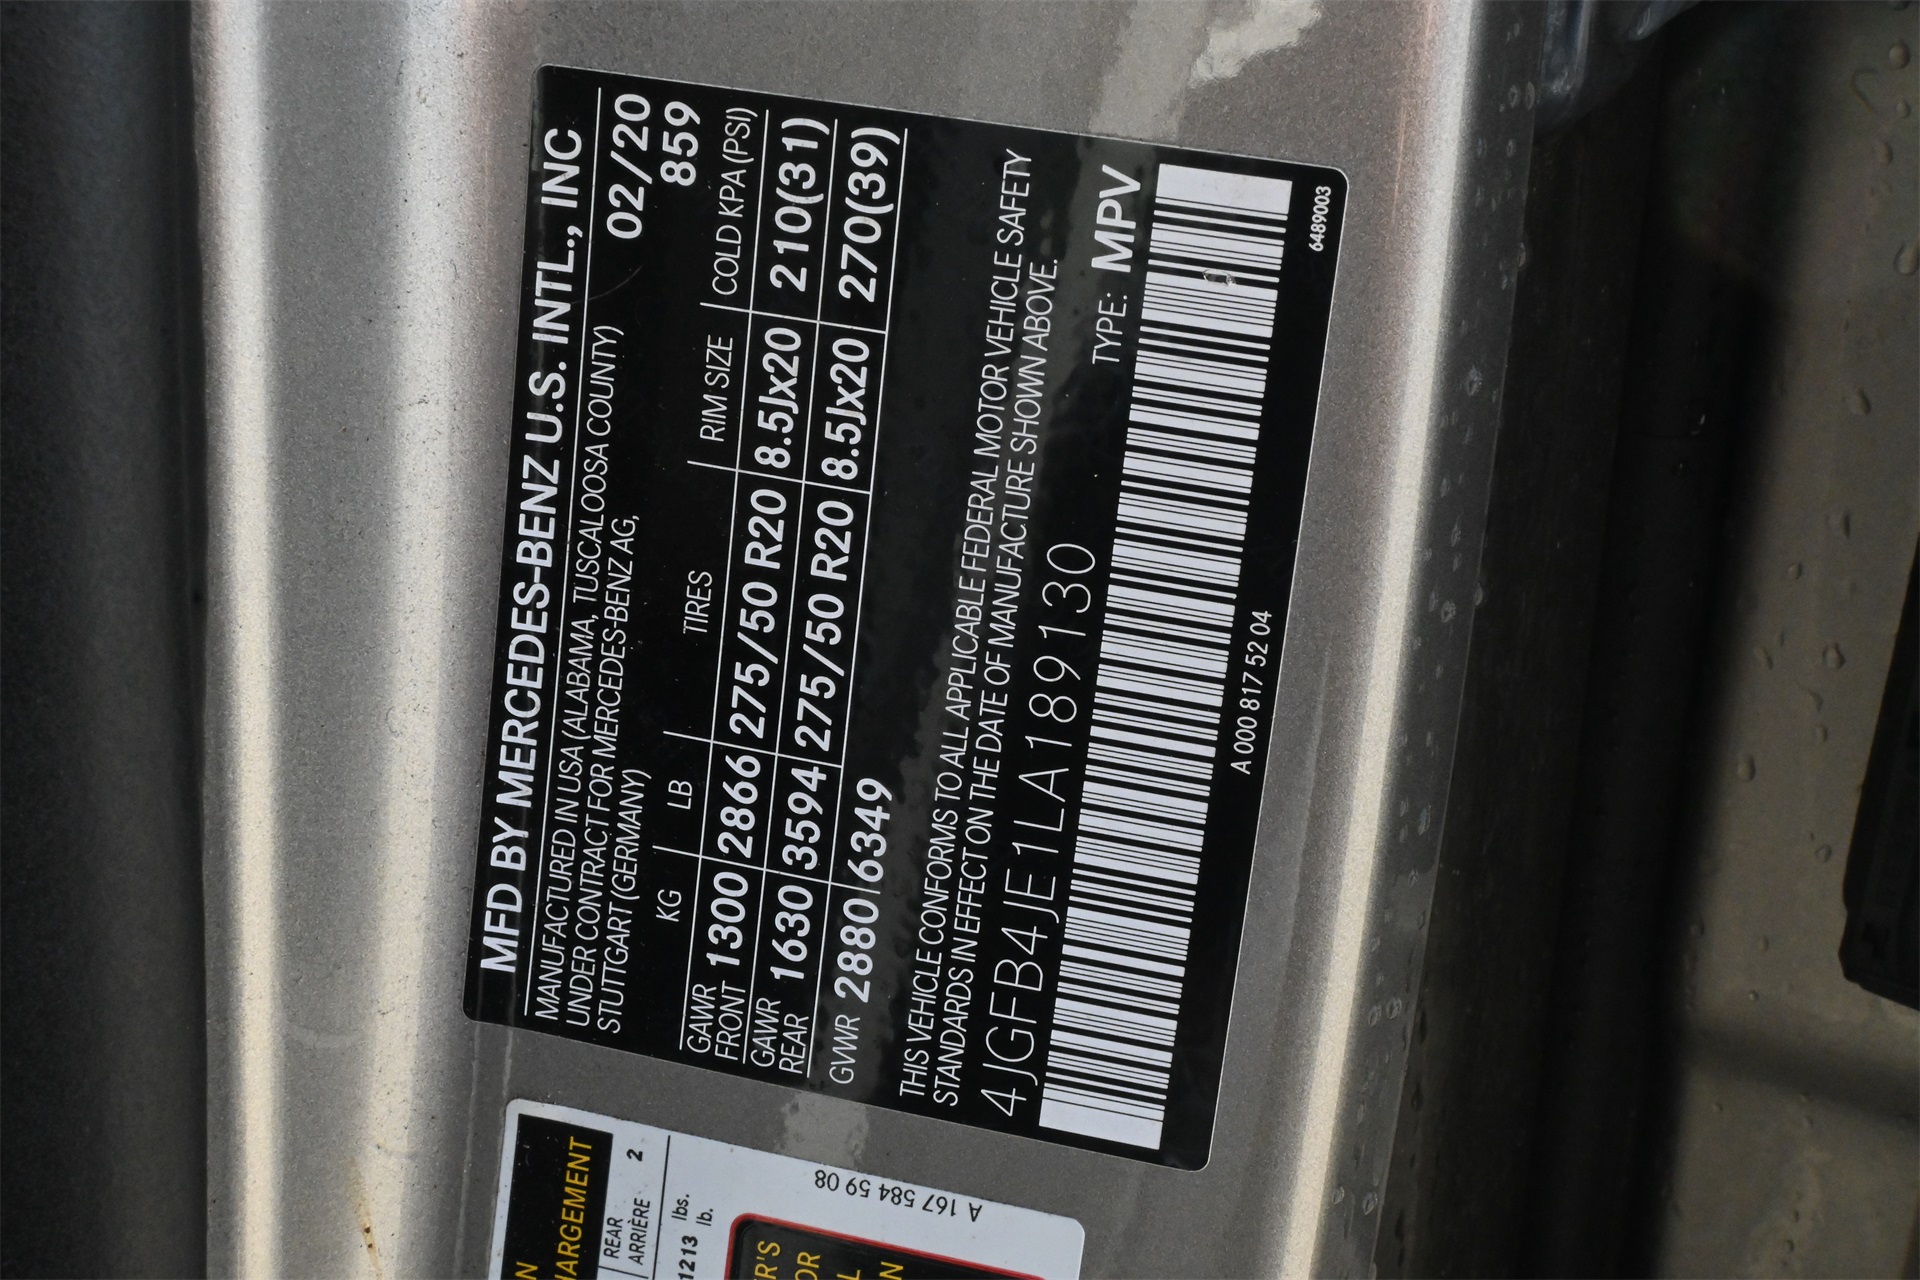 MFD BY MERCEDES-BENZ U.S. INTL., INC
MANUFACTURED IN USA (ALABAMA, TUSCALOOSA COUNTY) 02/20
UNDER CONTRACT FOR MERCEDES-BENZ AG, 859
STUTTGART (GERMANY)
KG LB TIRES RIM SIZE COLD KPA(PSI)
GAWR FRONT 1300 2866 275/50 R20 8.5Jx20 210(31)
GAWR REAR 1630 3594 275/50 R20 8.5Jx20 270(39)
GVWR 2880 6349
THIS VEHICLE CONFORMS TO ALL APPLICABLE FEDERAL MOTOR VEHICLE SAFETY
STANDARDS IN EFFECT ON THE DATE OF MANUFACTURE SHOWN ABOVE.
4JGFB4JE1LA189130 TYPE: MPV
A 000 817 52 04 6489003
HARGEMENT
REAR
ARRIÈRE 2
1213 lbs.
lb.
A 167 584 59 08